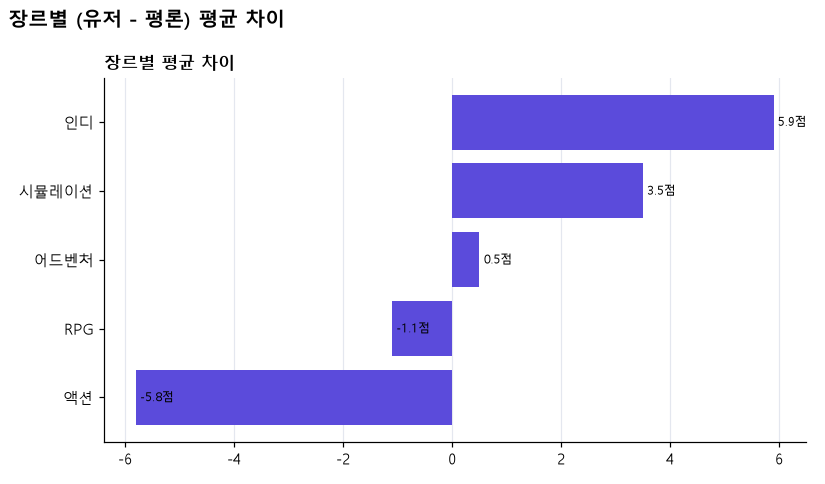 장르별 (유저 - 평론) 평균 차이
장르별 평균 차이
인디
5.9점
시뮬레이션
3.5점
어드벤처
0.5점
RPG
-1.1점
액션
-5.8점
-6 -4 -2 0 2 4 6